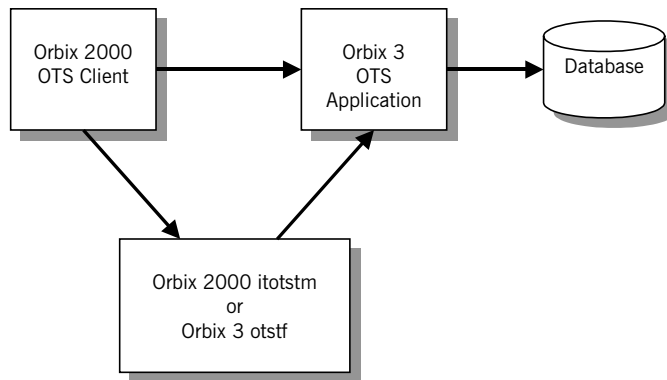 Orbix 2000
OTS Client
Orbix 3
OTS
Application
Database
Orbix 2000 itotstm
or
Orbix 3 otstf